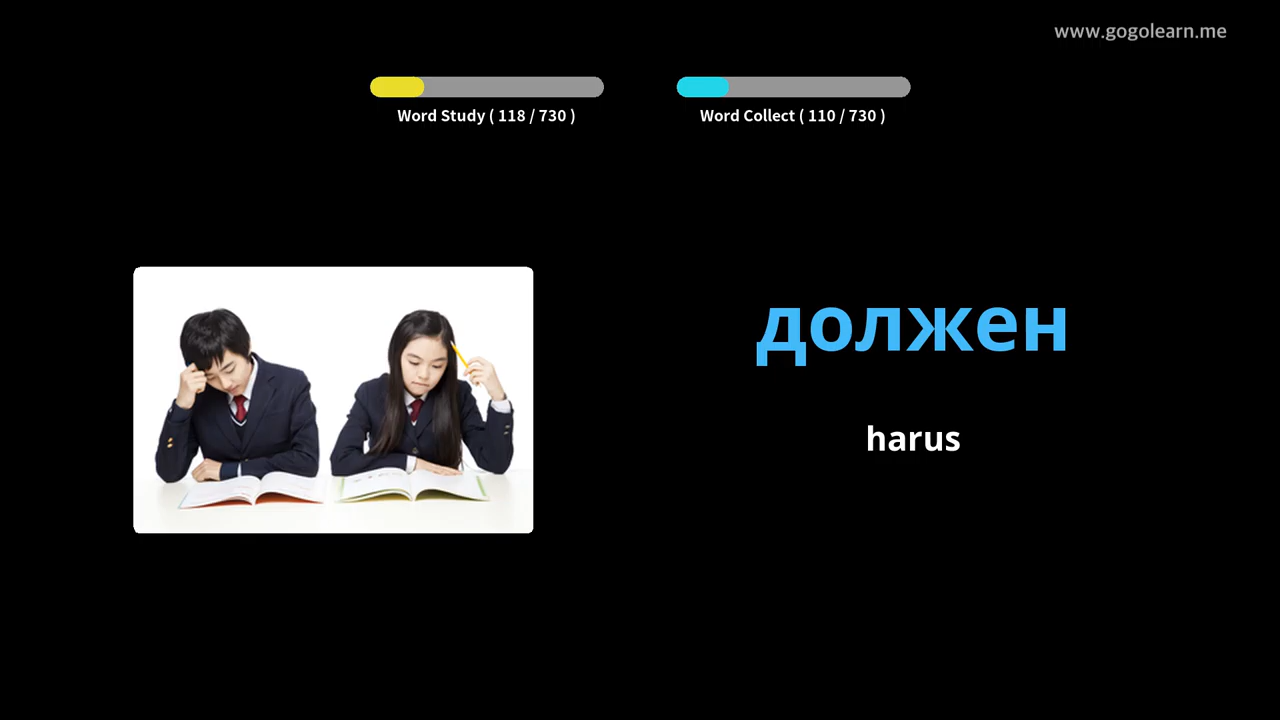 www.gogolearn.me
Word Study ( 118 / 730 )
Word Collect ( 110 / 730 )
должен
harus